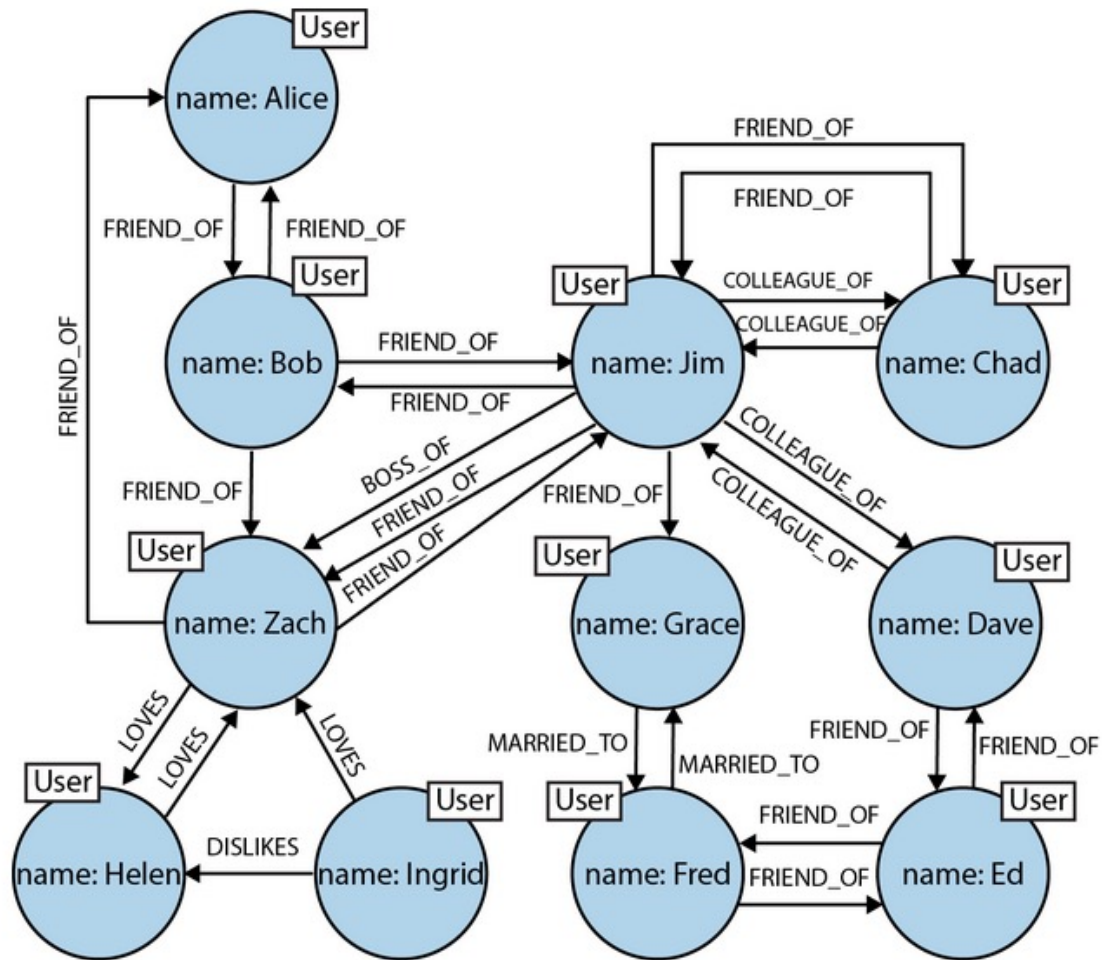 User
name: Alice
FRIEND_OF
FRIEND_OF
FRIEND_OF
FRIEND_OF
FRIEND_OF
User
User
User
COLLEAGUE_OF
COLLEAGUE_OF
name: Bob
FRIEND_OF
name: Jim
name: Chad
FRIEND_OF
FRIEND_OF
BOSS_OF
FRIEND_OF
FRIEND_OF
FRIEND_OF
COLLEAGUE_OF
COLLEAGUE_OF
User
User
User
name: Zach
name: Grace
name: Dave
LOVES
LOVES
LOVES
MARRIED_TO
MARRIED_TO
FRIEND_OF
FRIEND_OF
User
User
User
User
DISLIKES
FRIEND_OF
FRIEND_OF
name: Helen
name: Ingrid
name: Fred
name: Ed